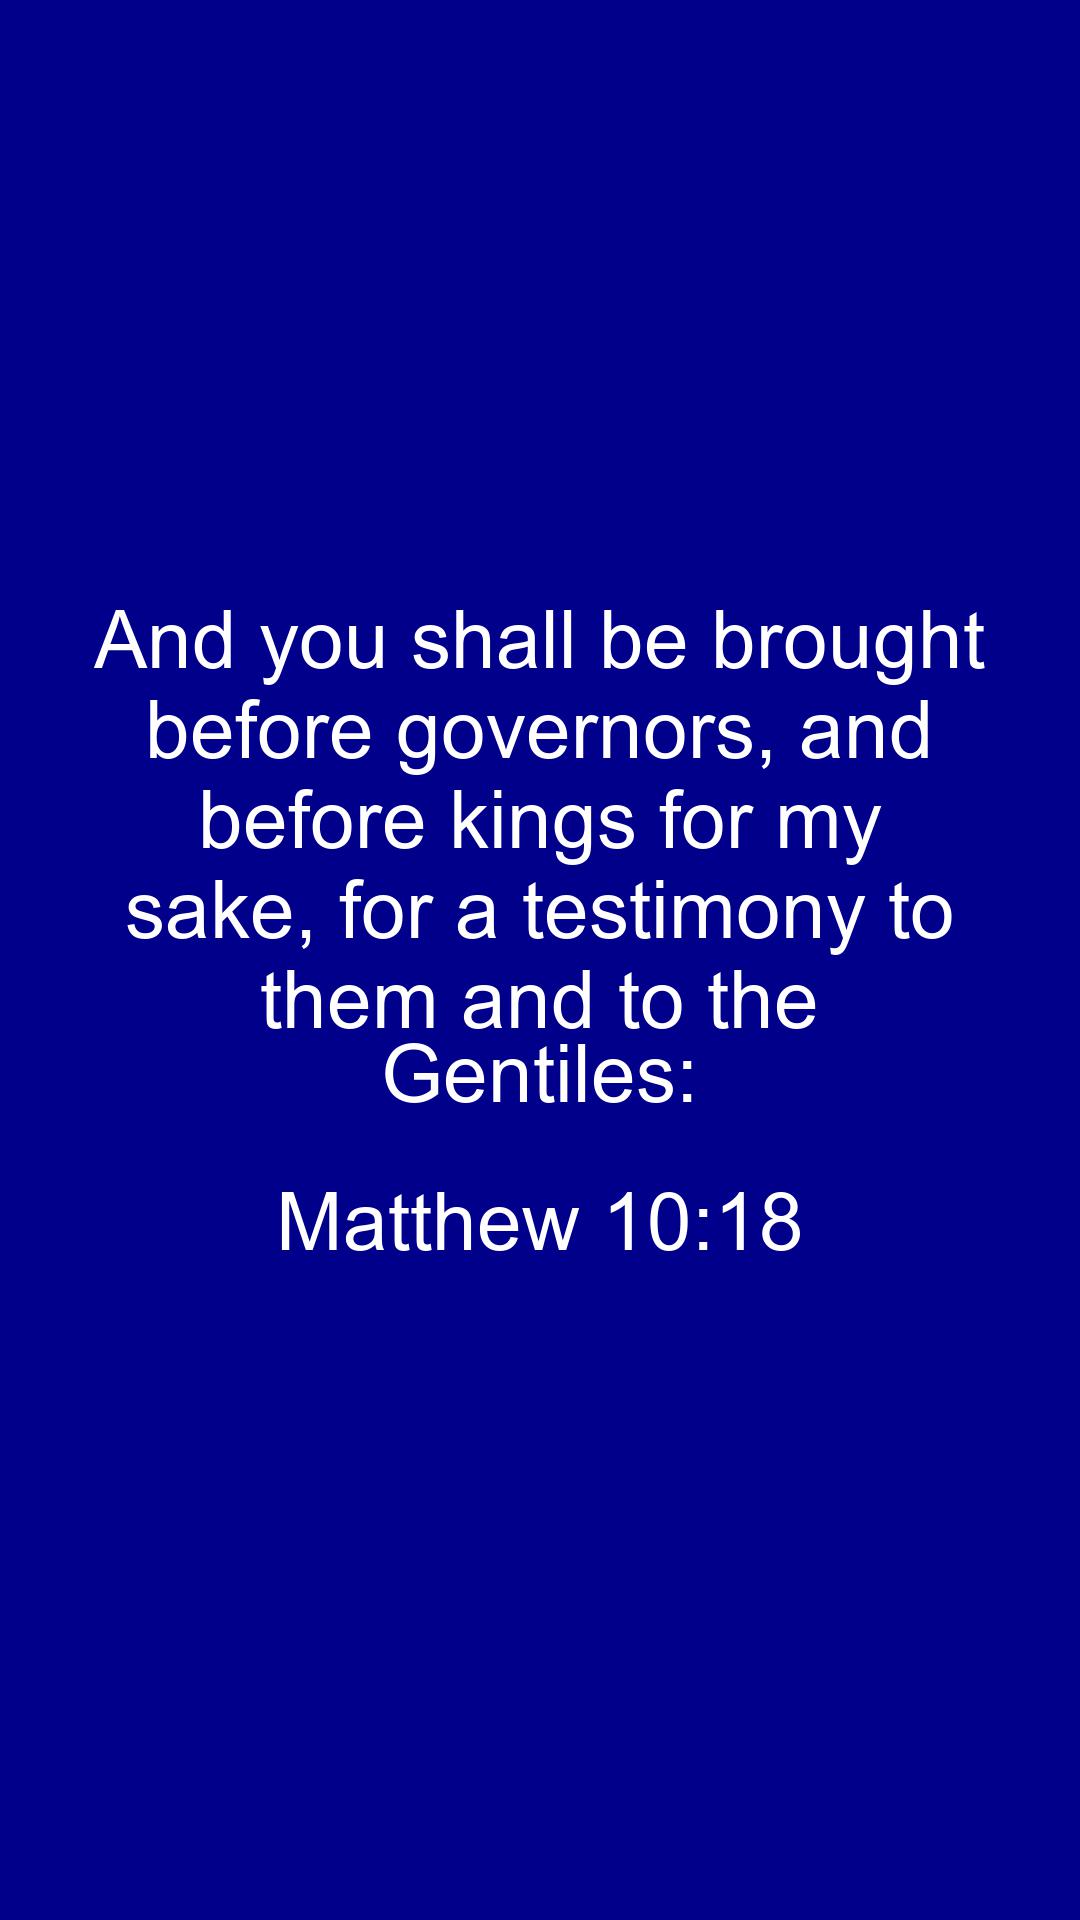 And you shall be brought
before governors, and
before kings for my
sake, for a testimony to
them and to the
Gentiles:
Matthew 10:18